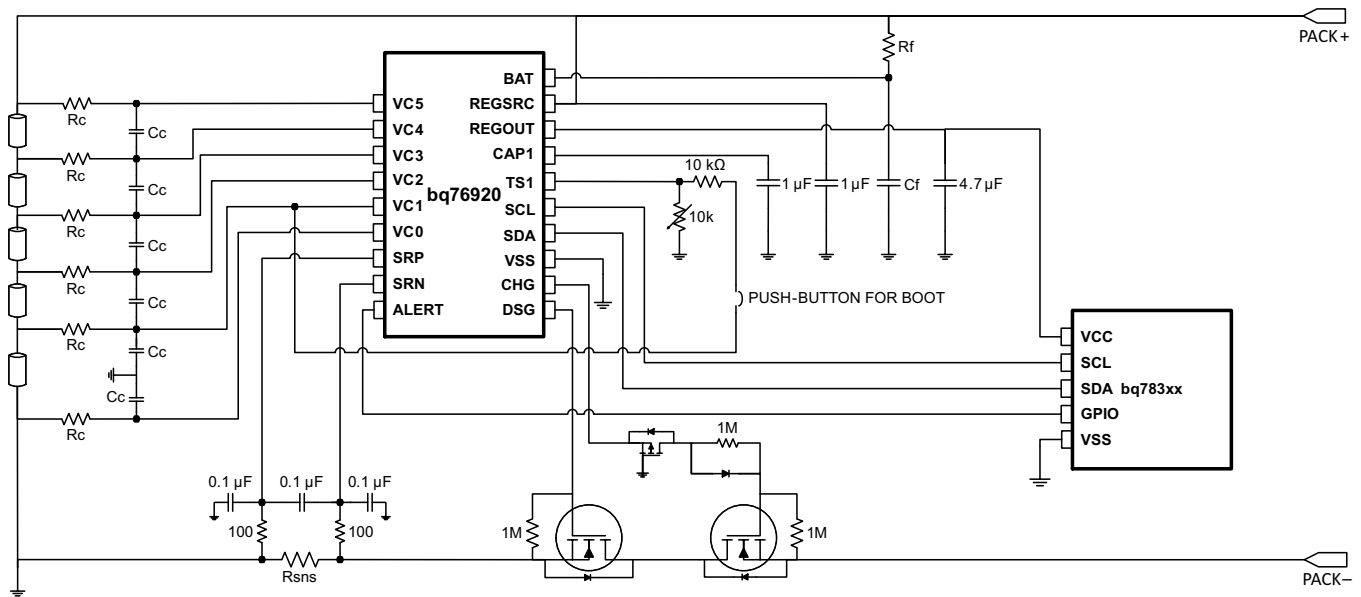 PACK+
Rf
BAT
REGSRC
REGOUT
CAP1
TS1
SCL
SDA
VSS
CHG
DSG
VC5
VC4
VC3
VC2
VC1
VC0
SRP
SRN
ALERT
bq76920
Rc
Rc
Rc
Rc
Rc
Rc
Cc
Cc
Cc
Cc
Cc
Cc
10 kΩ
10k
1 µF
1 µF
Cf
4.7 µF
PUSH-BUTTON FOR BOOT
VCC
SCL
SDA bq783xx
GPIO
VSS
1M
0.1 µF
0.1 µF
0.1 µF
100
100
Rsns
1M
1M
PACK–